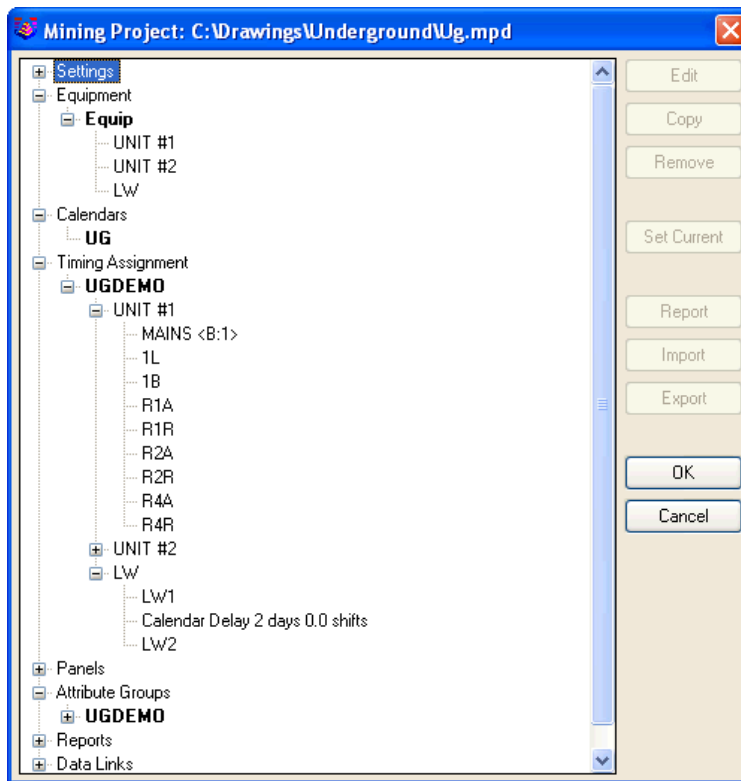 Mining Project: C:\Drawings\Underground\Ug.mpd
Settings
Equipment
Equip
UNIT #1
UNIT #2
LW
Calendars
UG
Timing Assignment
UGDEMO
UNIT #1
MAINS <B:1>
1L
1B
R1A
R1R
R2A
R2R
R4A
R4R
UNIT #2
LW
LW1
Calendar Delay 2 days 0.0 shifts
LW2
Panels
Attribute Groups
UGDEMO
Reports
Data Links
Edit
Copy
Remove
Set Current
Report
Import
Export
OK
Cancel